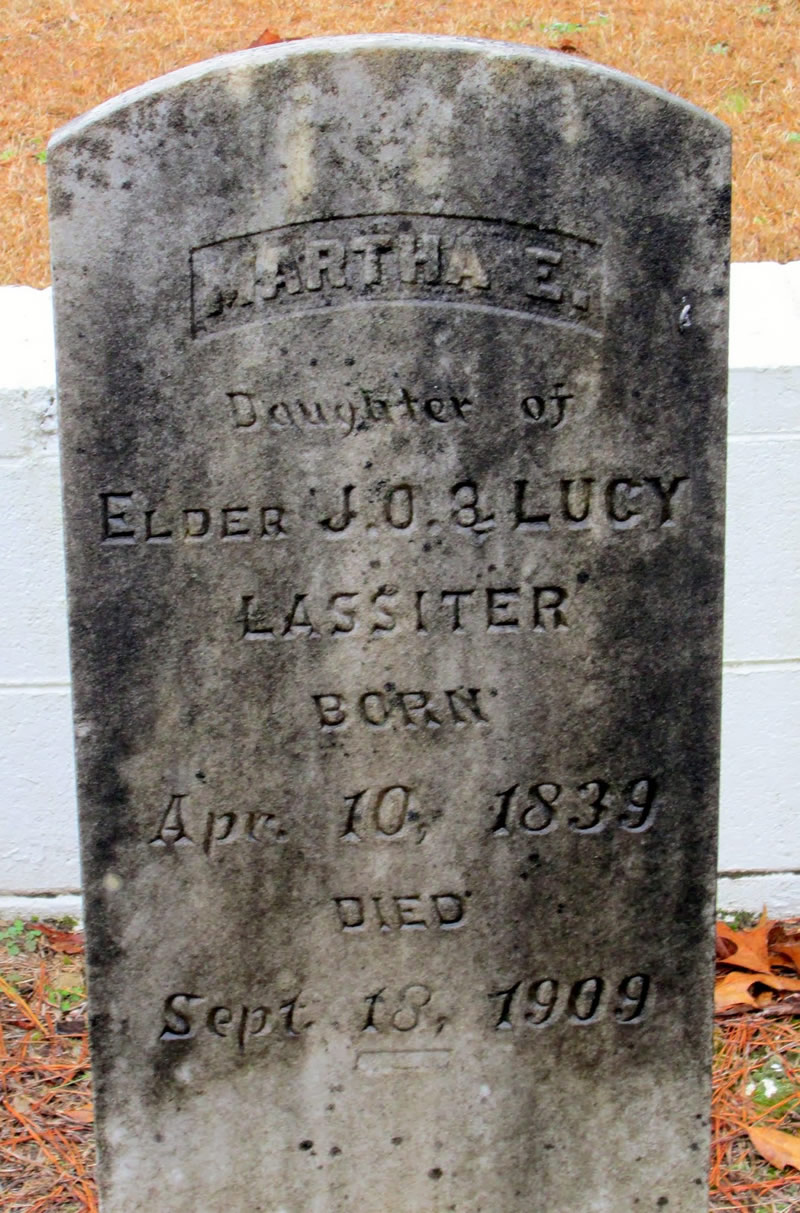 MARTHA E.
Daughter of
ELDER J.O. & LUCY
LASSITER
BORN
Apr. 10, 1839
DIED
Sept. 18, 1909